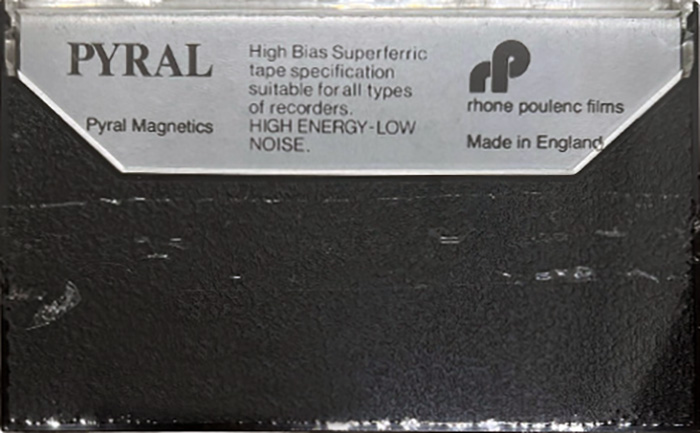 PYRAL
Pyral Magnetics
High Bias Superferric
tape specification
suitable for all types
of recorders.
HIGH ENERGY-LOW
NOISE.
rp
rhone poulenc films
Made in England